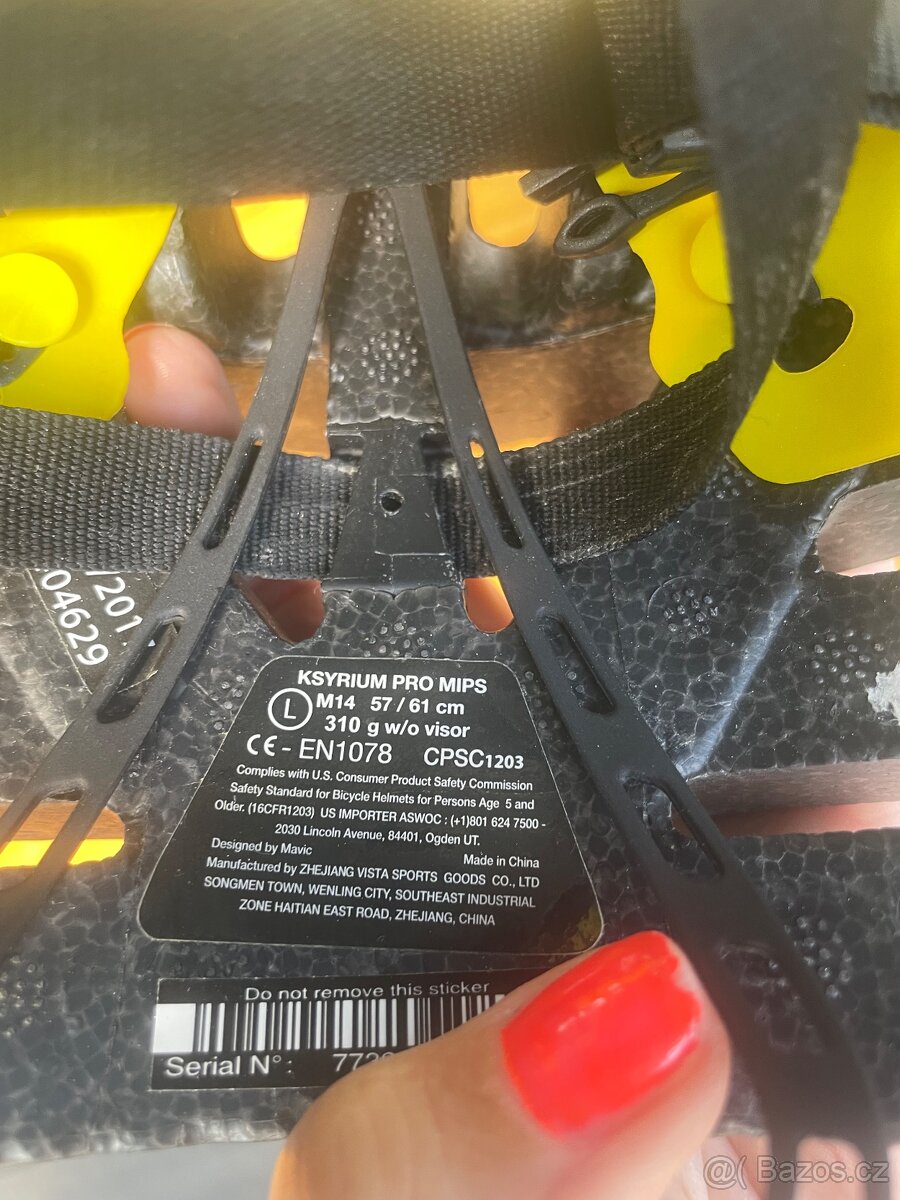 /201
04629
KSYRIUM PRO MIPS
L M14 57 / 61 cm
310 g w/o visor
CE - EN1078 CPSC1203
Complies with U.S. Consumer Product Safety Commission
Safety Standard for Bicycle Helmets for Persons Age 5 and
Older. (16CFR1203) US IMPORTER ASWOC : (+1)801 624 7500 -
2030 Lincoln Avenue, 84401, Ogden UT.
Designed by Mavic Made in China
Manufactured by ZHEJIANG VISTA SPORTS GOODS CO., LTD
SONGMEN TOWN, WENLING CITY, SOUTHEAST INDUSTRIAL
ZONE HAITIAN EAST ROAD, ZHEJIANG, CHINA
Do not remove this sticker
Serial N° :
@( Bazos.cz